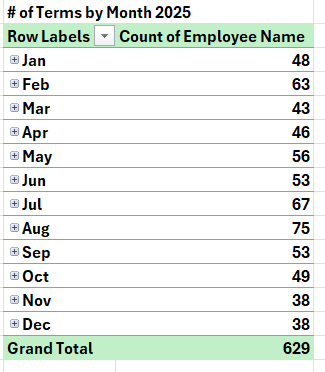 # of Terms by Month 2025
Row Labels Count of Employee Name
Jan 48
Feb 63
Mar 43
Apr 46
May 56
Jun 53
Jul 67
Aug 75
Sep 53
Oct 49
Nov 38
Dec 38
Grand Total 629